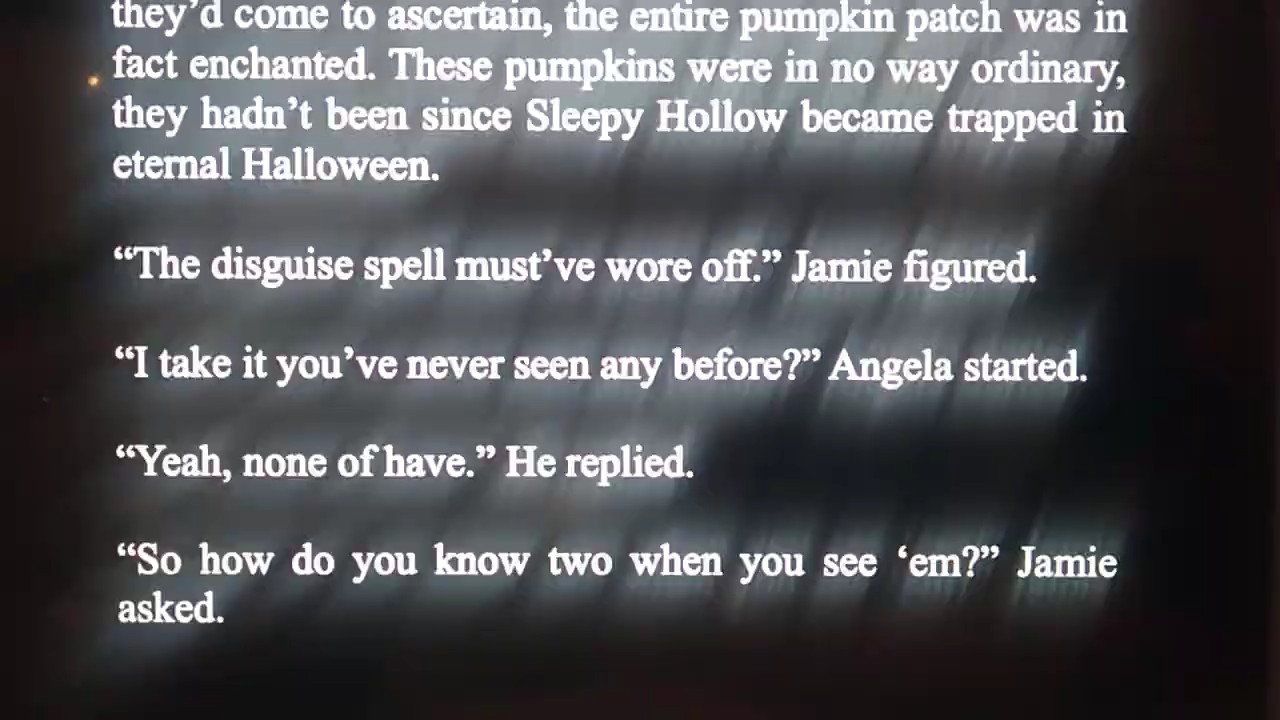 they’d come to ascertain, the entire pumpkin patch was in
fact enchanted. These pumpkins were in no way ordinary,
they hadn’t been since Sleepy Hollow became trapped in
eternal Halloween.
“The disguise spell must’ve wore off.” Jamie figured.
“I take it you’ve never seen any before?” Angela started.
“Yeah, none of have.” He replied.
“So how do you know two when you see ‘em?” Jamie
asked.